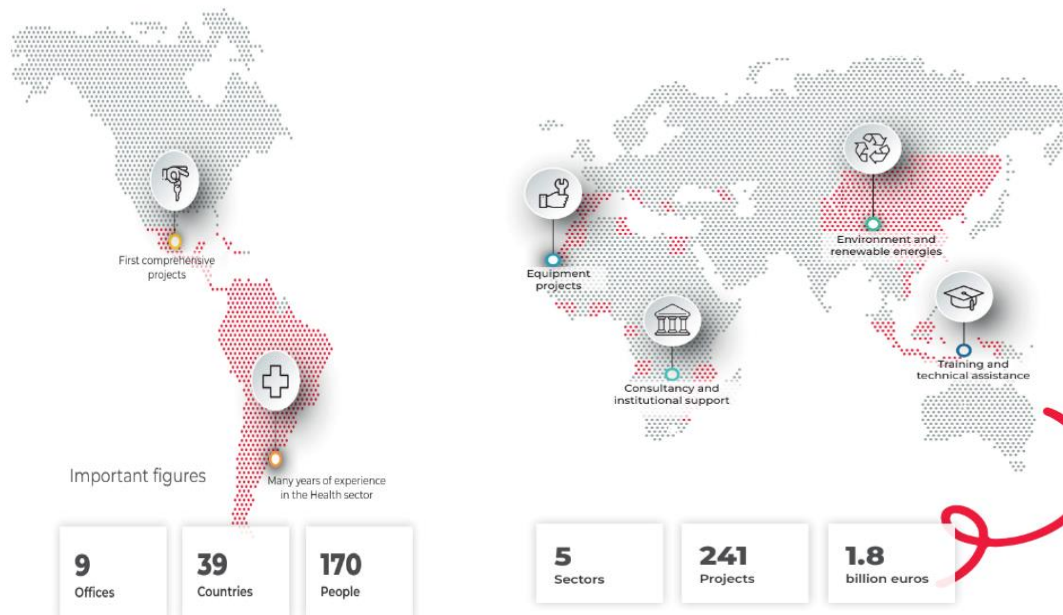 First comprehensive
projects
Equipment
projects
Environment and
renewable energies
Consultancy and
institutional support
Training and
technical assistance
Many years of experience
in the Health sector
Important figures
9
Offices
39
Countries
170
People
5
Sectors
241
Projects
1.8
billion euros